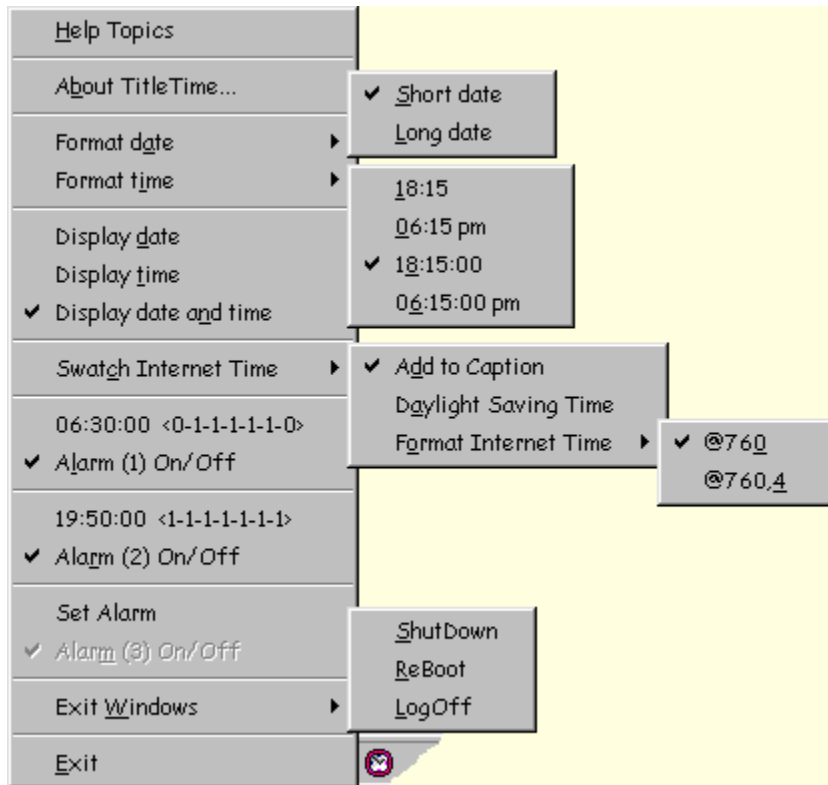 Help Topics
About TitleTime...
Format date
Format time
Display date
Display time
Display date and time
Swatch Internet Time
06:30:00 <0-1-1-1-1-1-0>
Alarm (1) On/Off
19:50:00 <1-1-1-1-1-1-1>
Alarm (2) On/Off
Set Alarm
Alarm (3) On/Off
Exit Windows
Exit
Short date
Long date
18:15
06:15 pm
18:15:00
06:15:00 pm
Add to Caption
Daylight Saving Time
Format Internet Time
@760
@760,4
ShutDown
ReBoot
LogOff